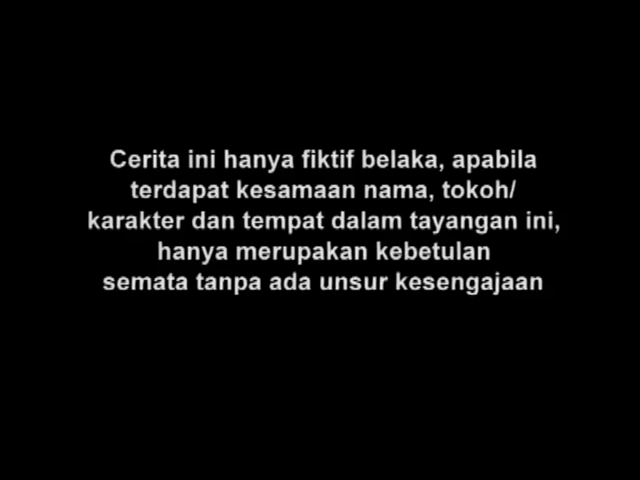 Cerita ini hanya fiktif belaka, apabila
terdapat kesamaan nama, tokoh/
karakter dan tempat dalam tayangan ini,
hanya merupakan kebetulan
semata tanpa ada unsur kesengajaan